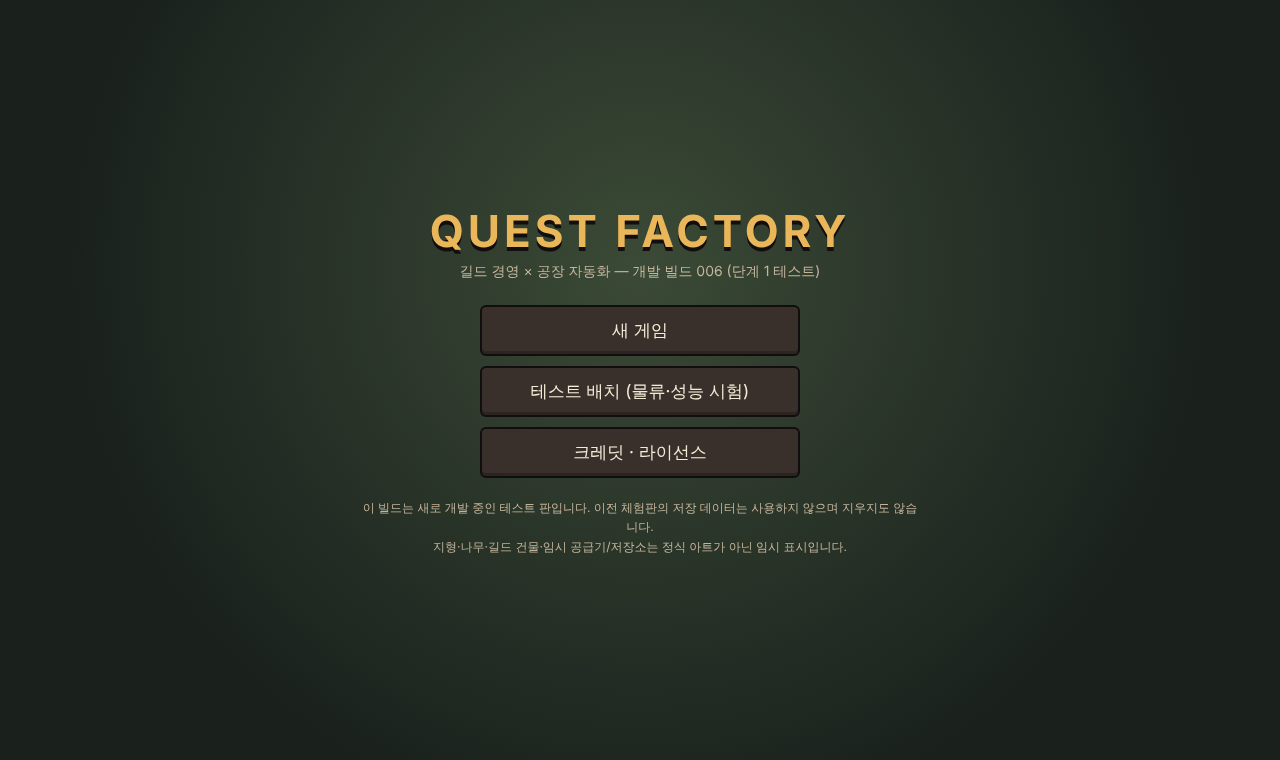 QUEST FACTORY
길드 경영 × 공장 자동화 — 개발 빌드 006 (단계 1 테스트)
새 게임
테스트 배치 (물류·성능 시험)
크레딧 · 라이선스
이 빌드는 새로 개발 중인 테스트 판입니다. 이전 체험판의 저장 데이터는 사용하지 않으며 지우지도 않습
니다.
지형·나무·길드 건물·임시 공급기/저장소는 정식 아트가 아닌 임시 표시입니다.